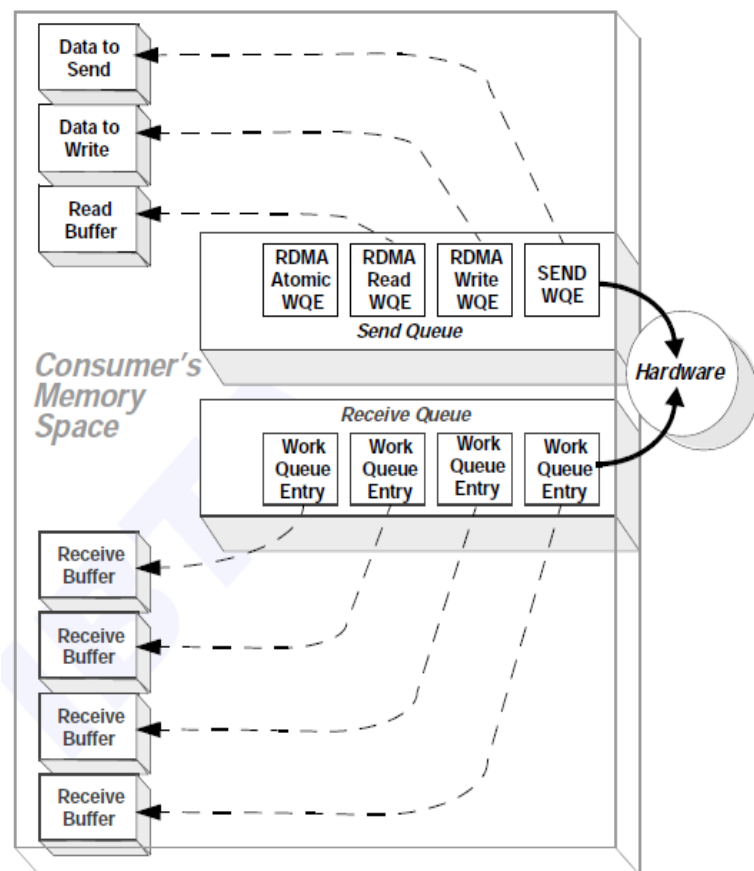 Data to
Send
Data to
Write
Read
Buffer
RDMA
Atomic
WQE
RDMA
Read
WQE
RDMA
Write
WQE
SEND
WQE
Send Queue
Hardware
Consumer's
Memory
Space
Receive Queue
Work
Queue
Entry
Work
Queue
Entry
Work
Queue
Entry
Work
Queue
Entry
Receive
Buffer
Receive
Buffer
Receive
Buffer
Receive
Buffer